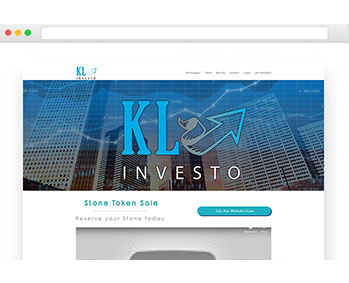 KL
INVESTO
Whitepaper Team Bounty Contact Login Join Whitelist
KL
INVESTO
Stone Token Sale
Join the Whitelist Now
Reserve your Stone today